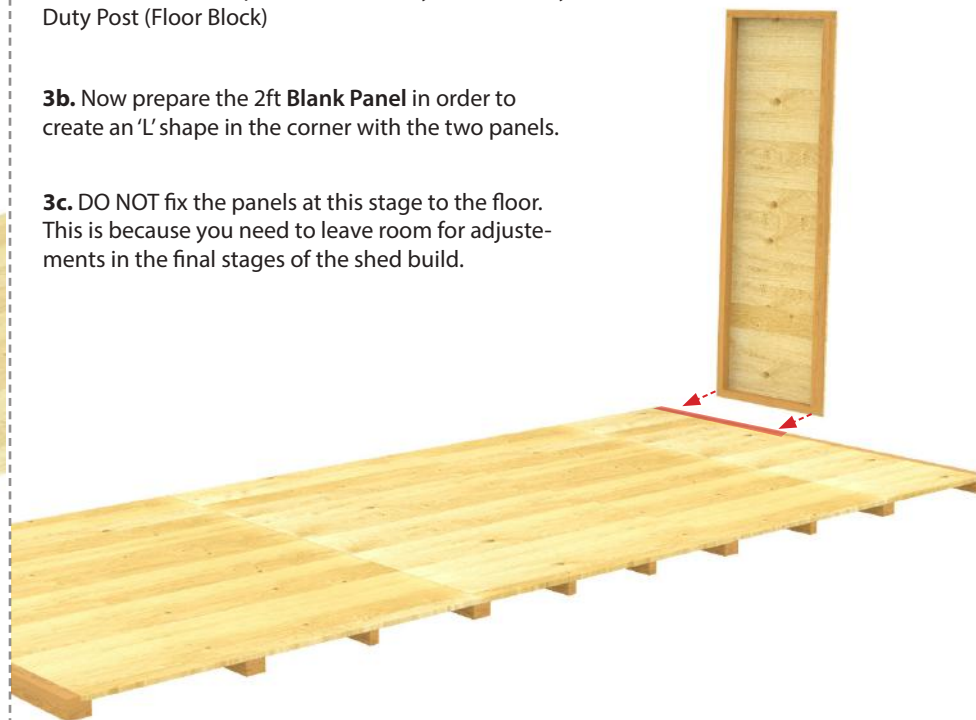 Duty Post (Floor Block)
3b. Now prepare the 2ft Blank Panel in order to
create an ‘L’ shape in the corner with the two panels.
3c. DO NOT fix the panels at this stage to the floor.
This is because you need to leave room for adjuste-
ments in the final stages of the shed build.